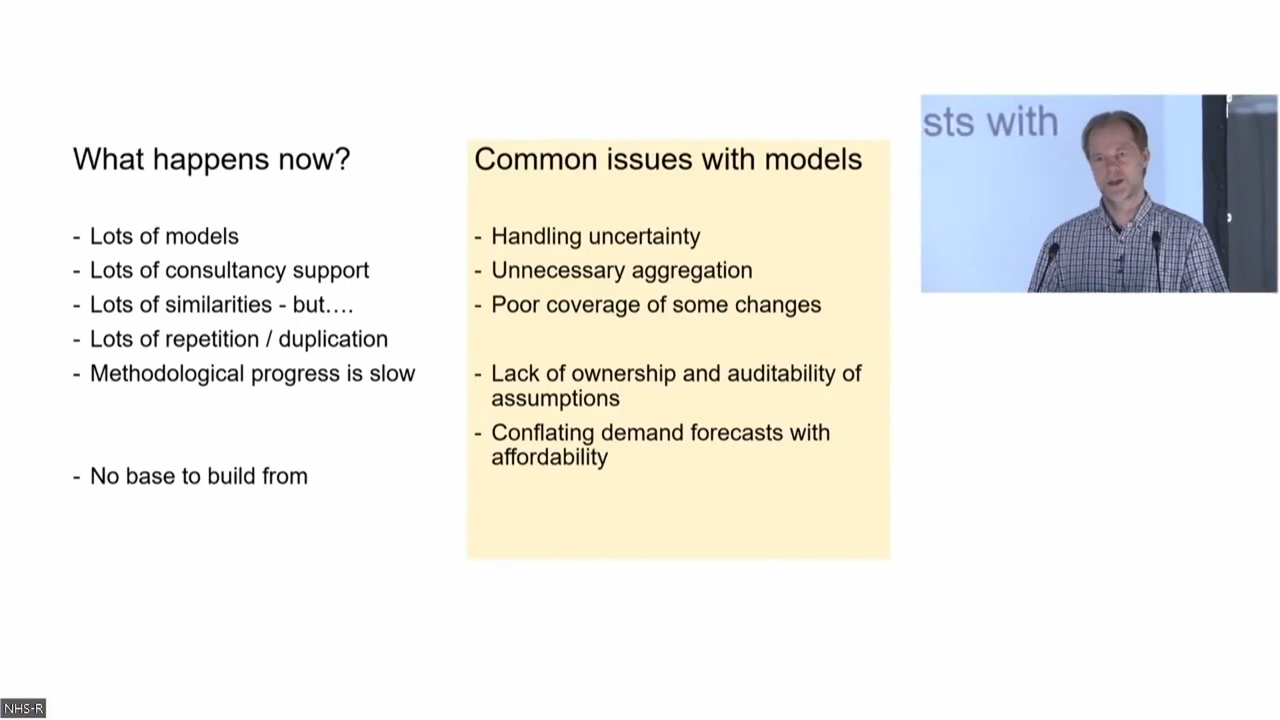 What happens now?
- Lots of models
- Lots of consultancy support
- Lots of similarities - but....
- Lots of repetition / duplication
- Methodological progress is slow
- No base to build from
Common issues with models
- Handling uncertainty
- Unnecessary aggregation
- Poor coverage of some changes
- Lack of ownership and auditability of
assumptions
- Conflating demand forecasts with
affordability
sts with
NHS-R